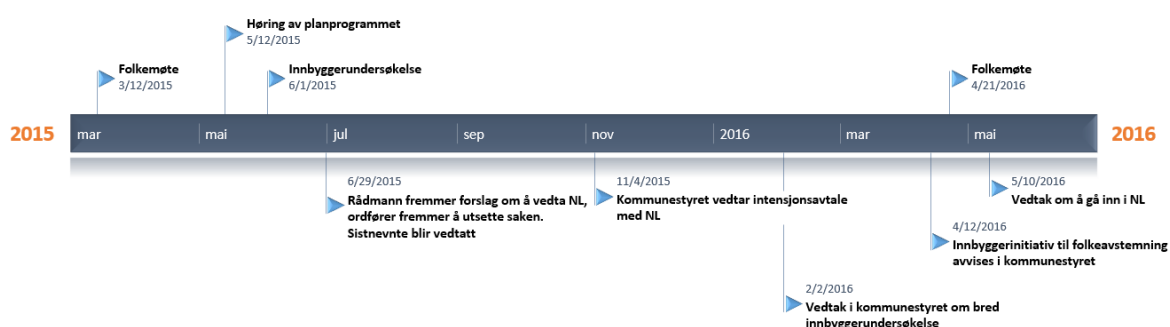 Høring av planprogrammet
5/12/2015
Folkemøte
3/12/2015
Innbyggerundersøkelse
6/1/2015
Folkemøte
4/21/2016
2015
mar
mai
jul
sep
nov
2016
mar
mai
2016
6/29/2015
Rådmann fremmer forslag om å vedta NL,
ordfører fremmer å utsette saken.
Sistnevnte blir vedtatt
11/4/2015
Kommunestyret vedtar intensjonsavtale
med NL
5/10/2016
Vedtak om å gå inn i NL
4/12/2016
Innbyggerinitiativ til folkeavstemning
avvises i kommunestyret
2/2/2016
Vedtak i kommunestyret om bred
innbyggerundersøkelse